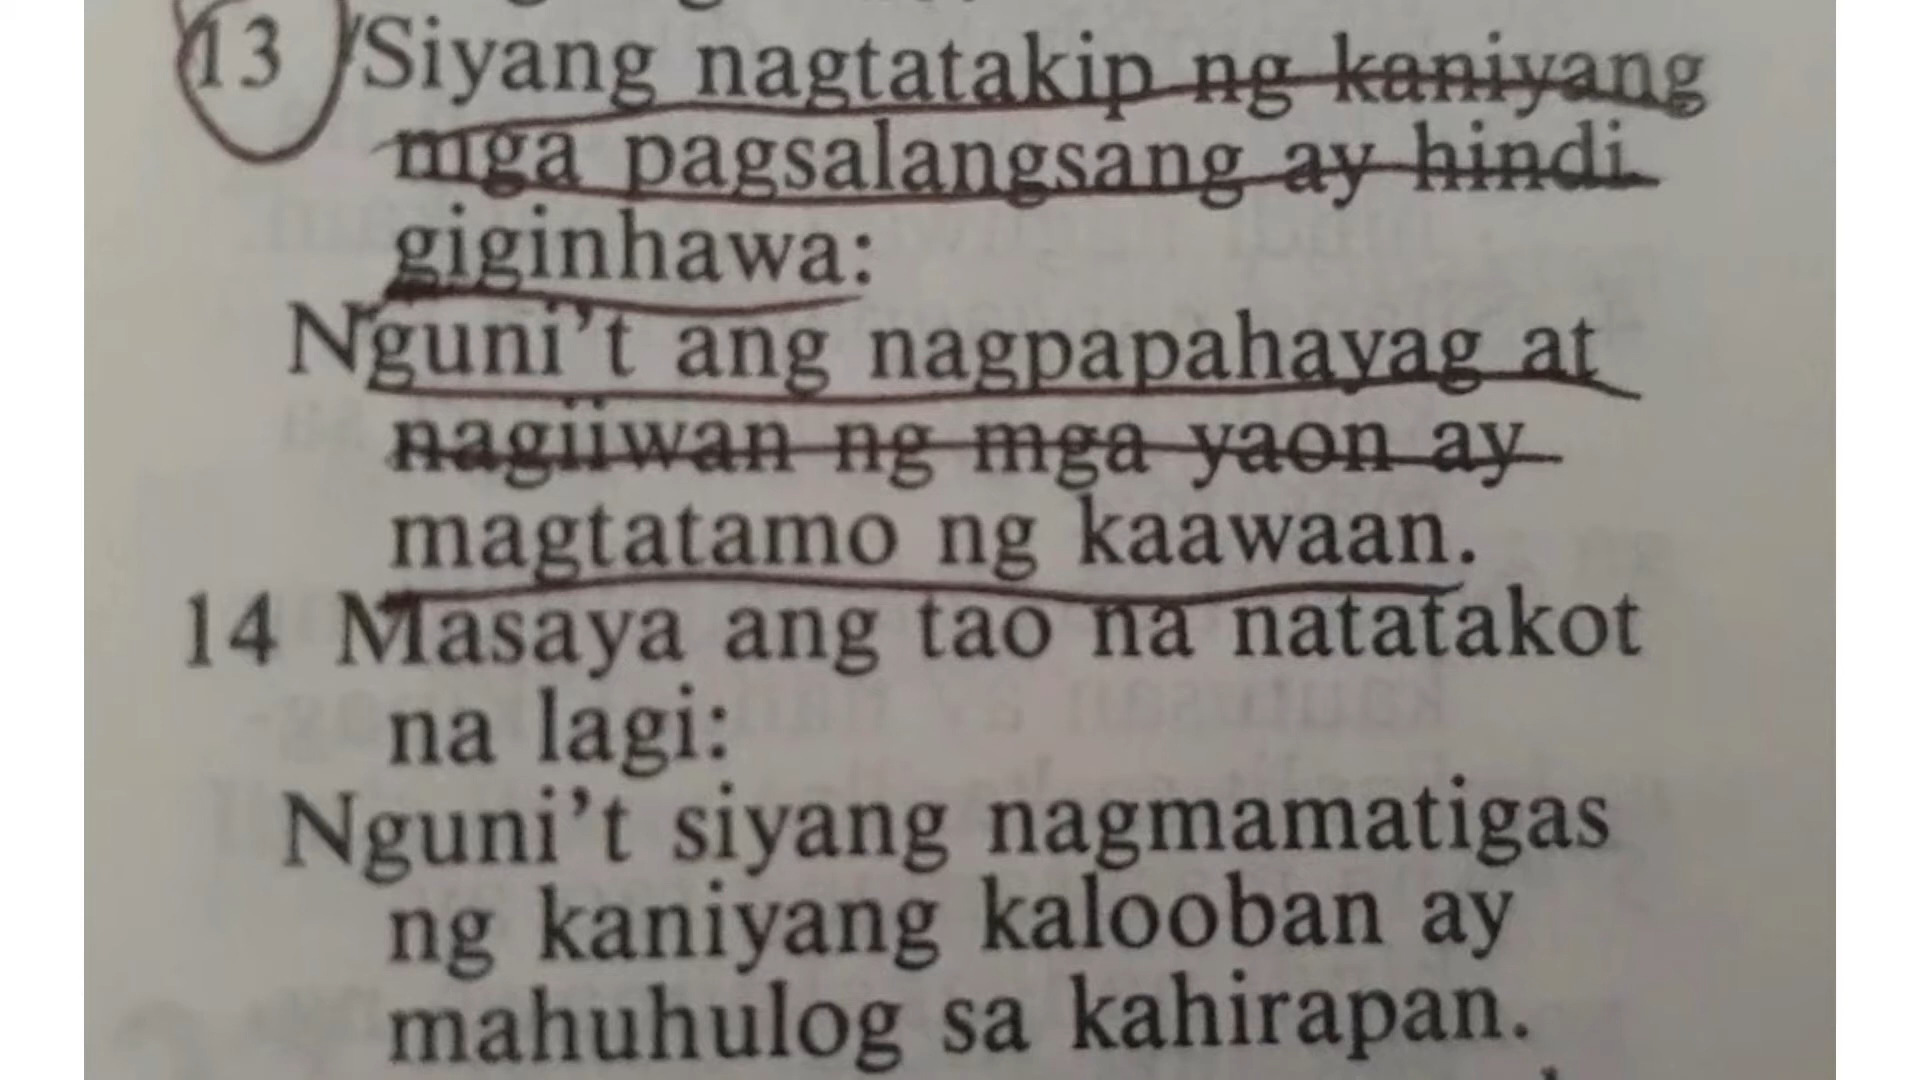 13 Siyang nagtatakip ng kaniyang
mga pagsalangsang ay hindi
giginhawa:
Nguni’t ang nagpapahayag at
nagiiwan ng mga yaon ay
magtatamo ng kaawaan.
14 Masaya ang tao na natatakot
na lagi:
Nguni’t siyang nagmamatigas
ng kaniyang kalooban ay
mahuhulog sa kahirapan.